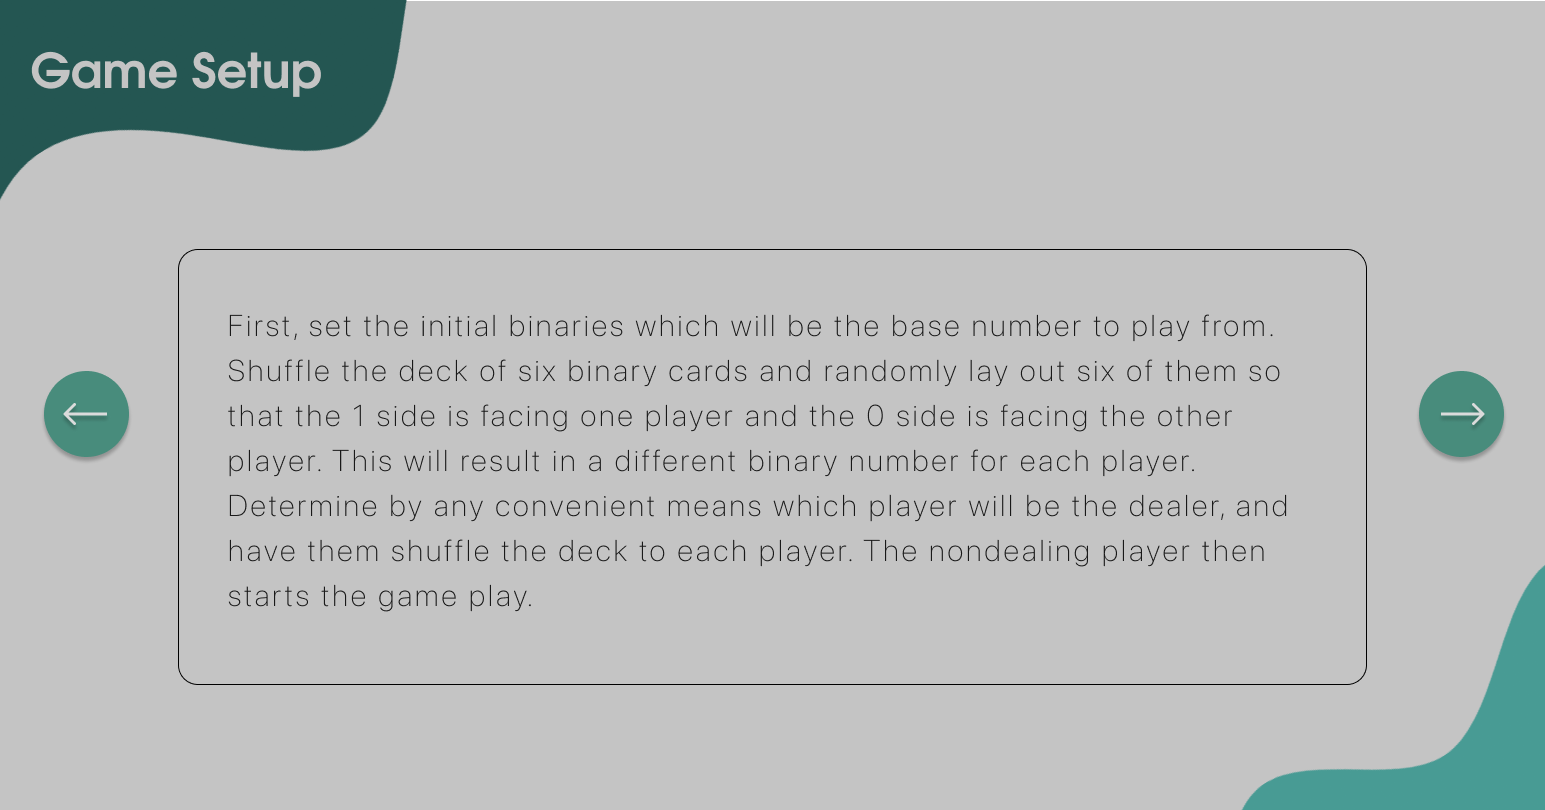 Game Setup
First, set the initial binaries which will be the base number to play from.
Shuffle the deck of six binary cards and randomly lay out six of them so
that the 1 side is facing one player and the 0 side is facing the other
player. This will result in a different binary number for each player.
Determine by any convenient means which player will be the dealer, and
have them shuffle the deck to each player. The nondealing player then
starts the game play.